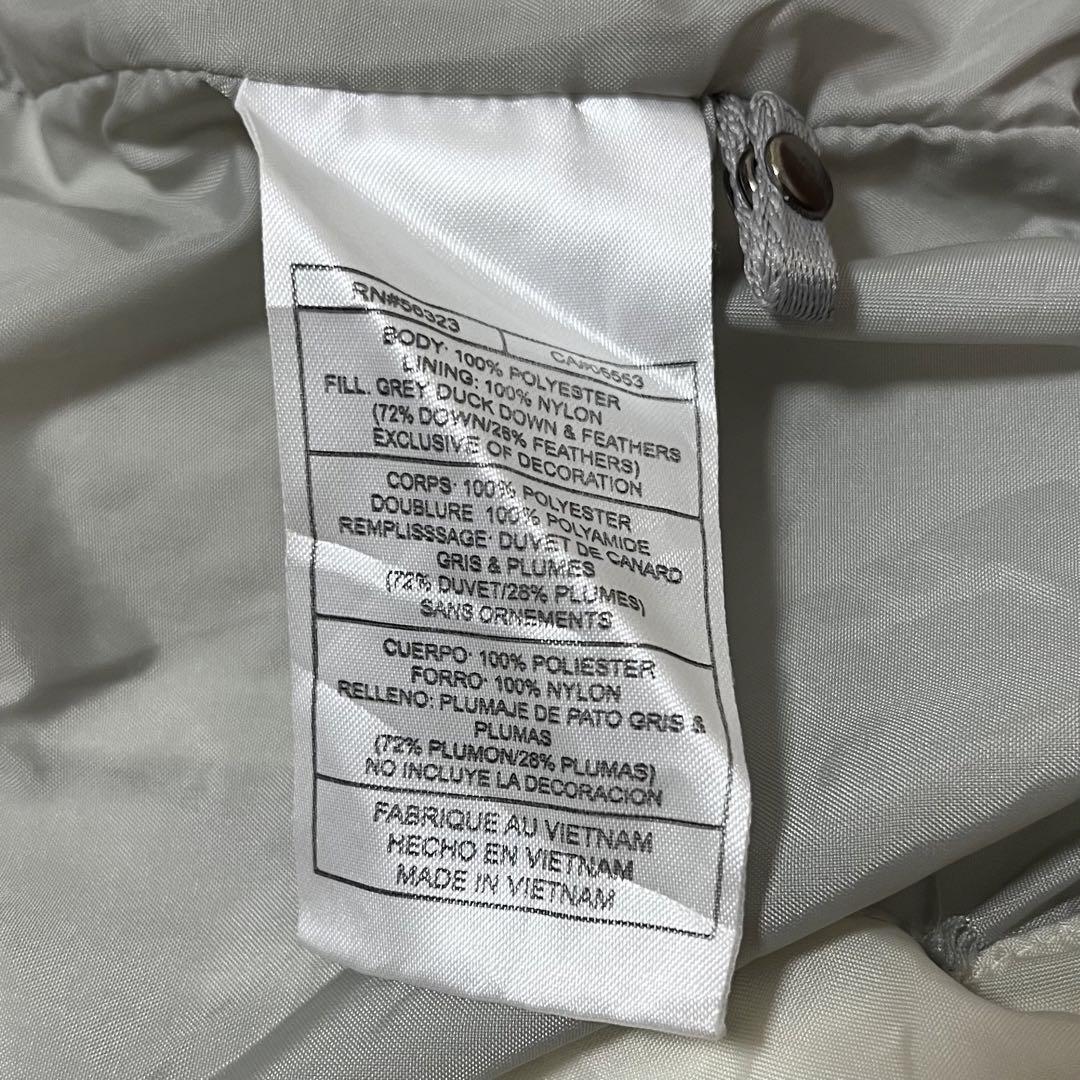 RN#56323
CA#05553
BODY: 100% POLYESTER
LINING: 100% NYLON
FILL. GREY DUCK DOWN & FEATHERS
(72% DOWN/28% FEATHERS)
EXCLUSIVE OF DECORATION
CORPS: 100% POLYESTER
DOUBLURE 100% POLYAMIDE
REMPLISSSAGE: DUVET DE CANARD
GRIS & PLUMES
(72% DUVET/28% PLUMES)
SANS ORNEMENTS
CUERPO: 100% POLIESTER
FORRO: 100% NYLON
RELLENO: PLUMAJE DE PATO GRIS &
PLUMAS
(72% PLUMON/28% PLUMAS)
NO INCLUYE LA DECORACION
FABRIQUE AU VIETNAM
HECHO EN VIETNAM
MADE IN VIETNAM